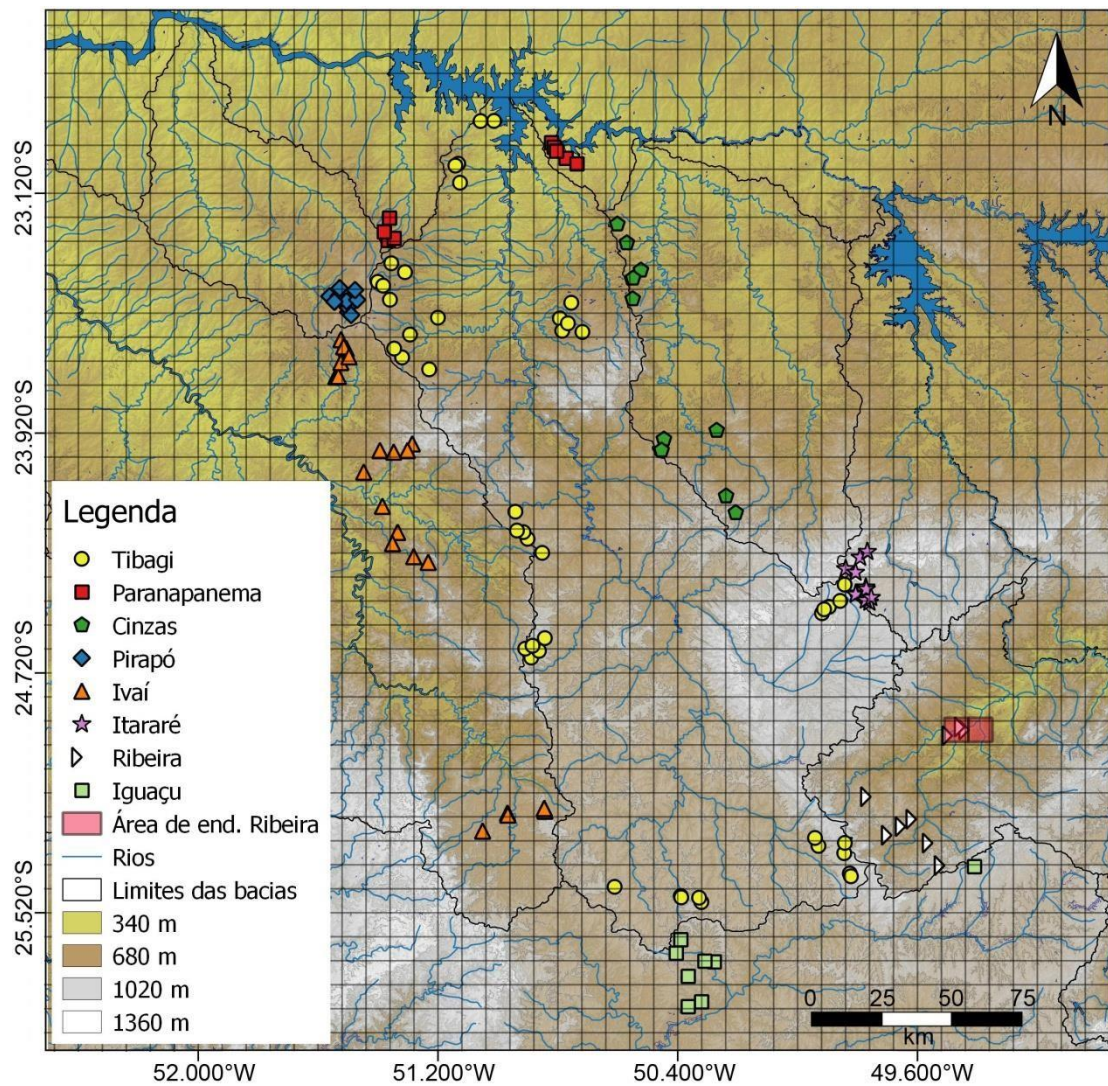 N
23.120°S
23.920°S
24.720°S
25.520°S
Legenda
Tibagi
Paranapanema
Cinzas
Pirapó
Ivaí
Itararé
Ribeira
Iguaçu
Área de end. Ribeira
Rios
Limites das bacias
340 m
680 m
1020 m
1360 m
0 25 50 75
km
52.000°W 51.200°W 50.400°W 49.600°W